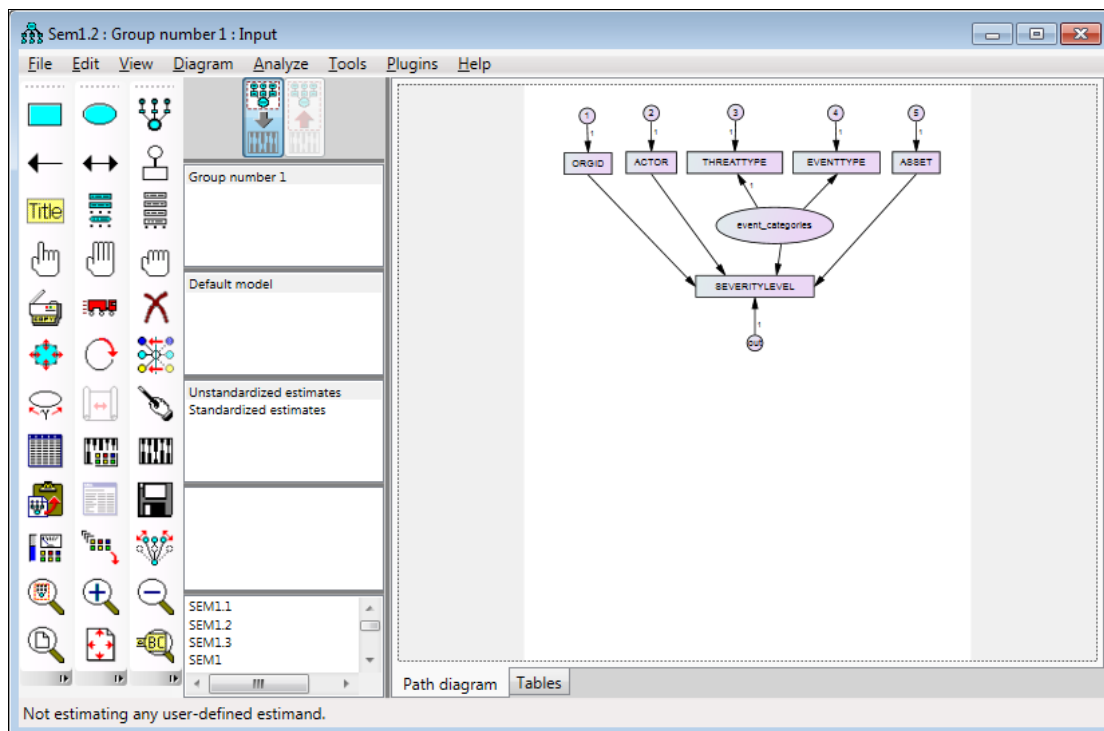 Sem1.2 : Group number 1 : Input
File Edit View Diagram Analyze Tools Plugins Help
Title
Group number 1
Default model
Unstandardized estimates
Standardized estimates
SEM1.1
SEM1.2
SEM1.3
SEM1
1 2 3 4 5
1 1 1 1 1
ORGID ACTOR THREATTYPE EVENTTYPE ASSET
1
event_categories
SEVERITYLEVEL
1
out
COPY
γ
ABC
Path diagram Tables
Not estimating any user-defined estimand.